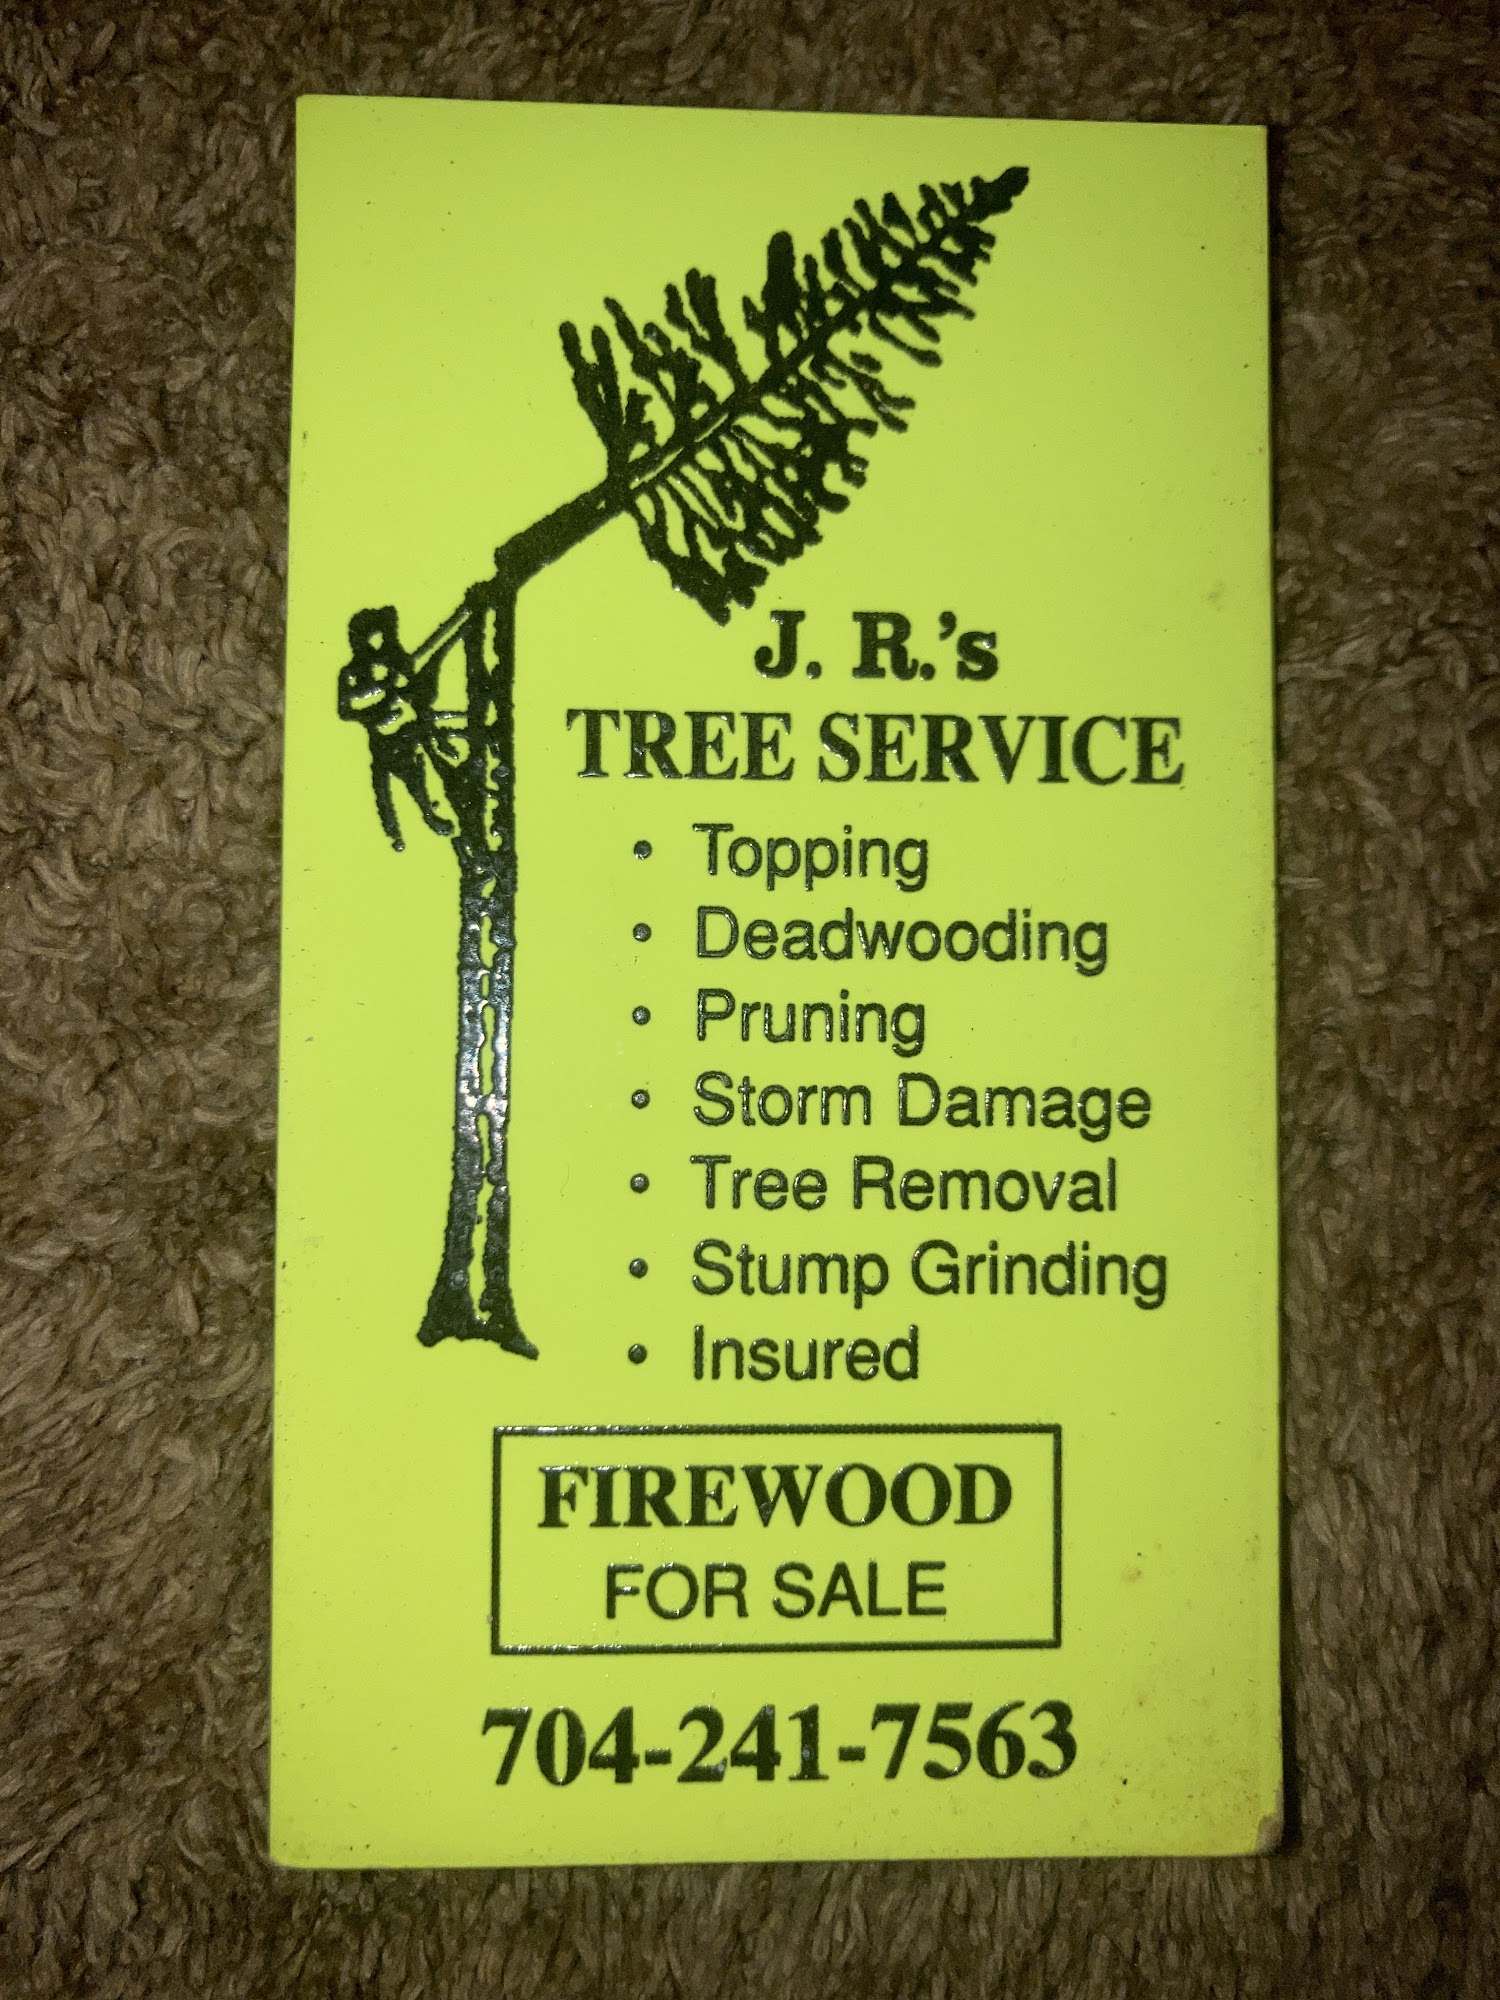 J. R.'s
TREE SERVICE
• Topping
• Deadwooding
• Pruning
• Storm Damage
• Tree Removal
• Stump Grinding
• Insured
FIREWOOD
FOR SALE
704-241-7563